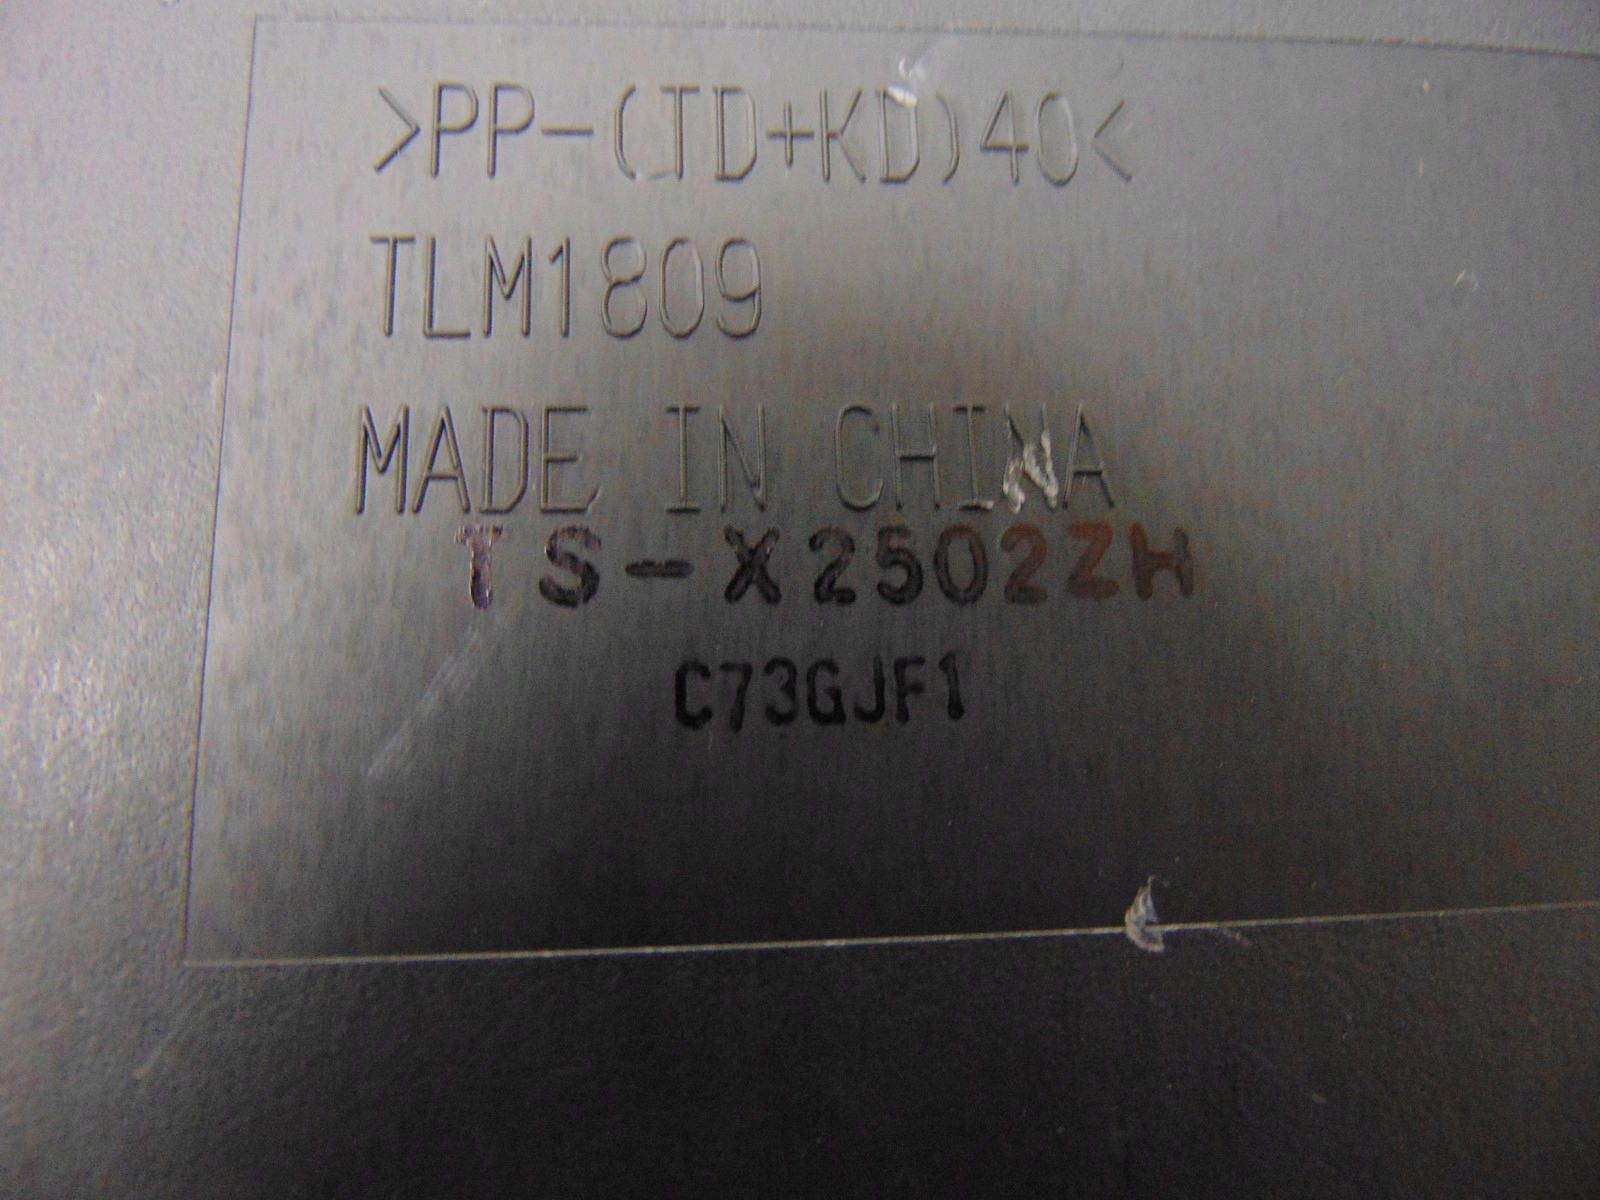 >PP-(TD+KD)40<
TLM1809
MADE IN CHINA
TS-X2502ZH
C73GJF1